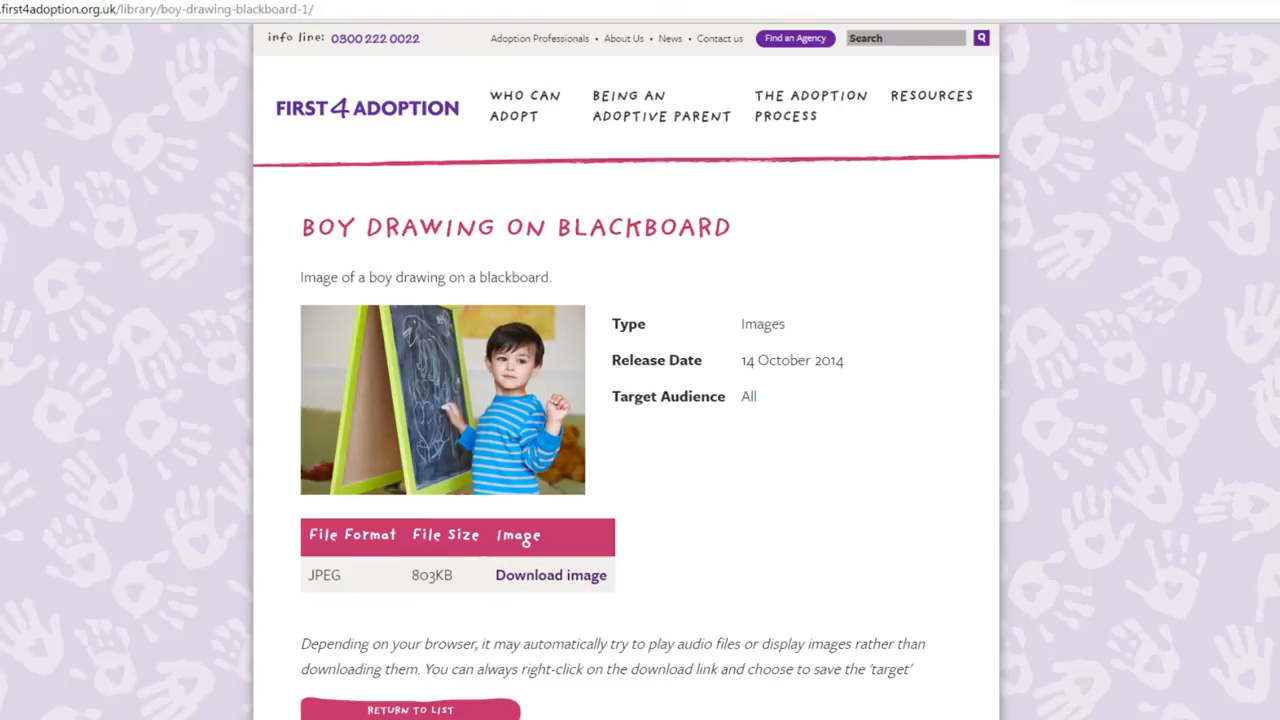 .first4adoption.org.uk/library/boy-drawing-blackboard-1/
info line: 0300 222 0022
Adoption Professionals • About Us • News • Contact us
Find an Agency
Search
FIRST4ADOPTION
WHO CAN
ADOPT
BEING AN
ADOPTIVE PARENT
THE ADOPTION
PROCESS
RESOURCES
BOY DRAWING ON BLACKBOARD
Image of a boy drawing on a blackboard.
Type Images
Release Date 14 October 2014
Target Audience All
File Format File Size Image
JPEG 803KB Download image
Depending on your browser, it may automatically try to play audio files or display images rather than
downloading them. You can always right-click on the download link and choose to save the 'target'
RETURN TO LIST